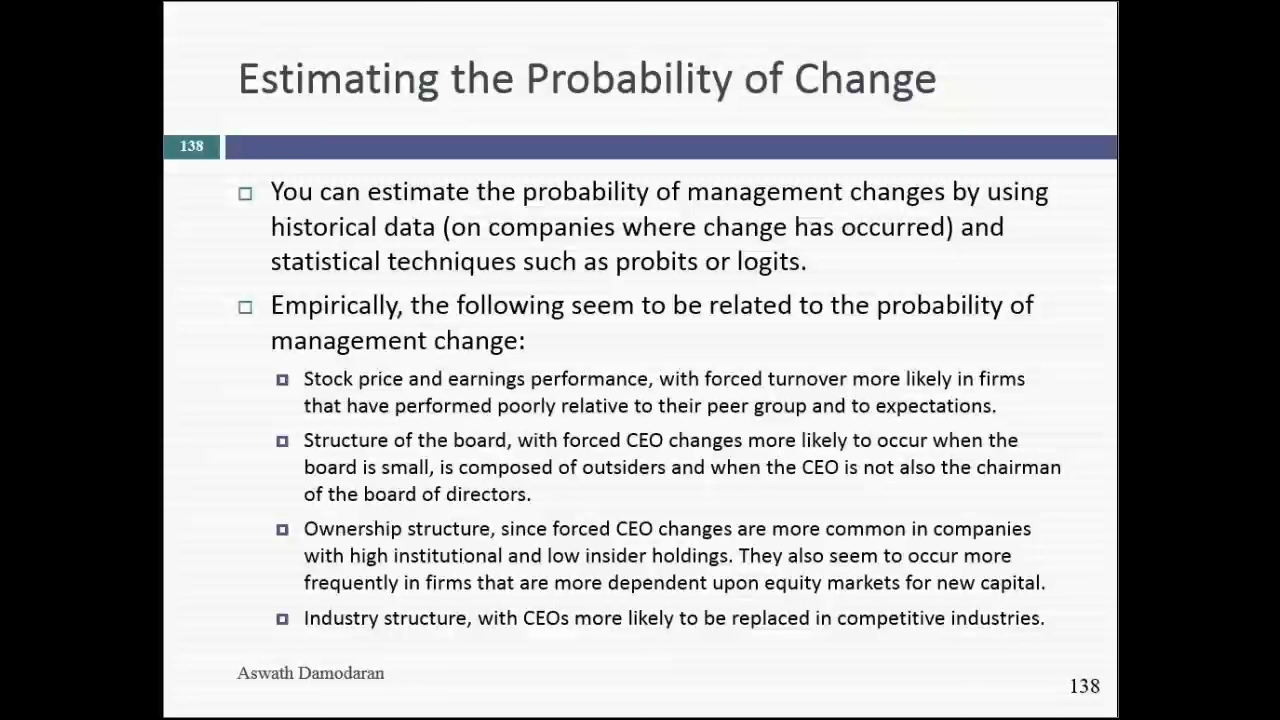 Estimating the Probability of Change
138
You can estimate the probability of management changes by using
historical data (on companies where change has occurred) and
statistical techniques such as probits or logits.
Empirically, the following seem to be related to the probability of
management change:
Stock price and earnings performance, with forced turnover more likely in firms
that have performed poorly relative to their peer group and to expectations.
Structure of the board, with forced CEO changes more likely to occur when the
board is small, is composed of outsiders and when the CEO is not also the chairman
of the board of directors.
Ownership structure, since forced CEO changes are more common in companies
with high institutional and low insider holdings. They also seem to occur more
frequently in firms that are more dependent upon equity markets for new capital.
Industry structure, with CEOs more likely to be replaced in competitive industries.
Aswath Damodaran
138